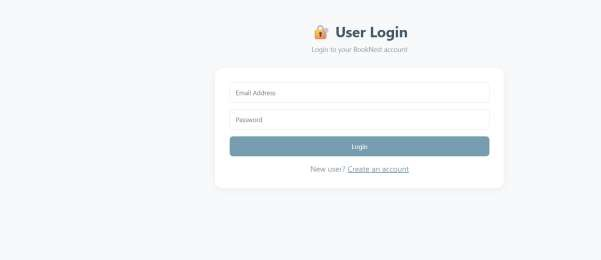 User Login
Login to your BookNest account
Email Address
Password
Login
New user? Create an account